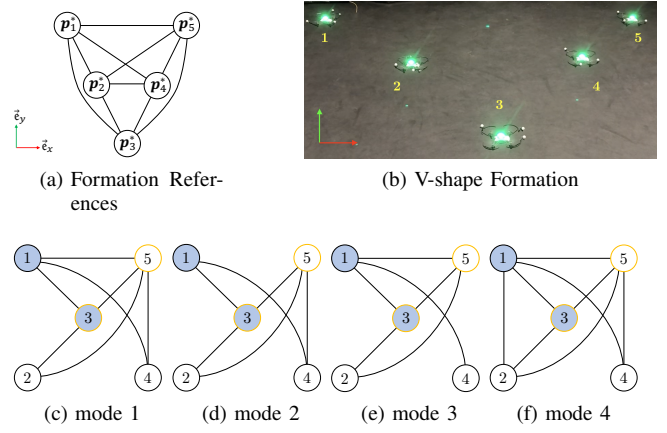 p₁* p₅*
p₂* p₄*
p₃*
e⃗y
e⃗x
1 5
2 4
3
(a) Formation Refer-
ences
(b) V-shape Formation
1 5
3
2 4
1 5
3
2 4
1 5
3
2 4
1 5
3
2 4
(c) mode 1 (d) mode 2 (e) mode 3 (f) mode 4